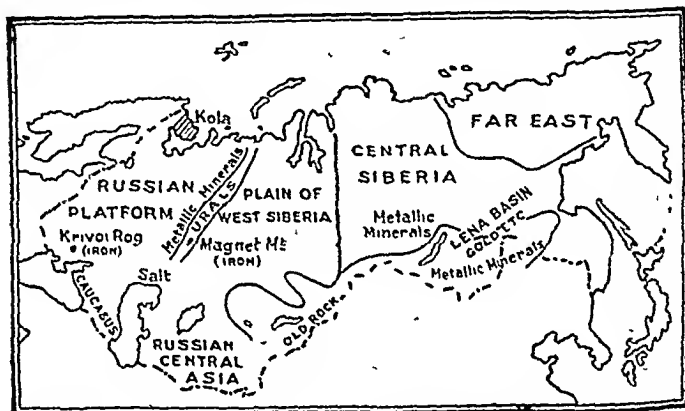 Kola
FAR EAST
CENTRAL
SIBERIA
RUSSIAN
PLATFORM
Metallic Minerals
URALS
PLAIN OF
WEST SIBERIA
Krivoi Rog
(IRON)
Magnet Mt
(IRON)
Metallic
Minerals
LENA BASIN
GOLD ETC
Metallic Minerals
Salt
CAUCASUS
OLD ROCK
RUSSIAN
CENTRAL
ASIA